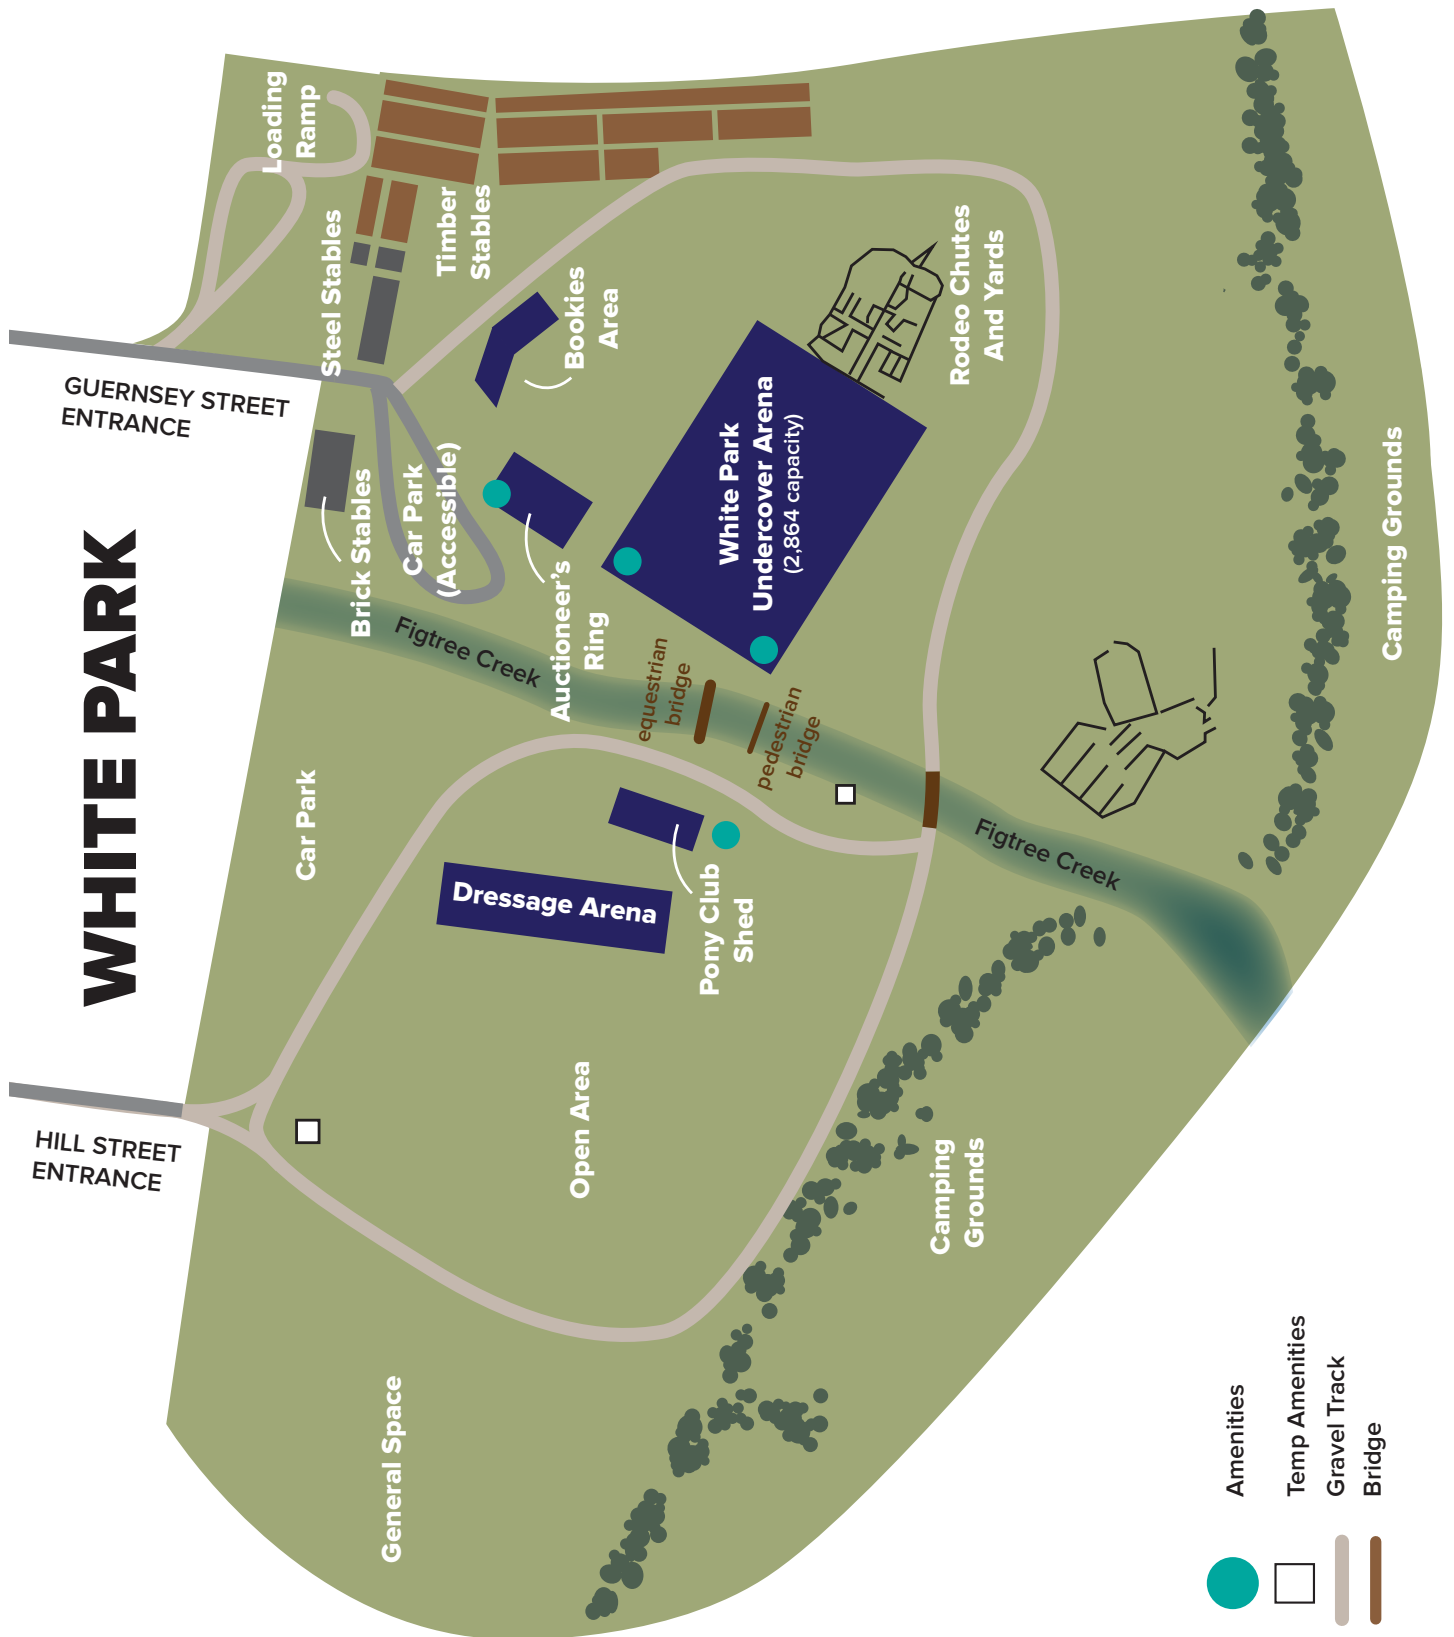 WHITE PARK
GUERNSEY STREET
ENTRANCE
HILL STREET
ENTRANCE
Loading
Ramp
Steel Stables
Timber
Stables
Brick Stables
Car Park
(Accessible)
Bookies
Area
Auctioneer's
Ring
White Park
Undercover Arena
(2,864 capacity)
Rodeo Chutes
And Yards
Camping Grounds
Figtree Creek
equestrian
bridge
pedestrian
bridge
Figtree Creek
Car Park
Dressage Arena
Pony Club
Shed
Open Area
Camping
Grounds
General Space
Amenities
Temp Amenities
Gravel Track
Bridge